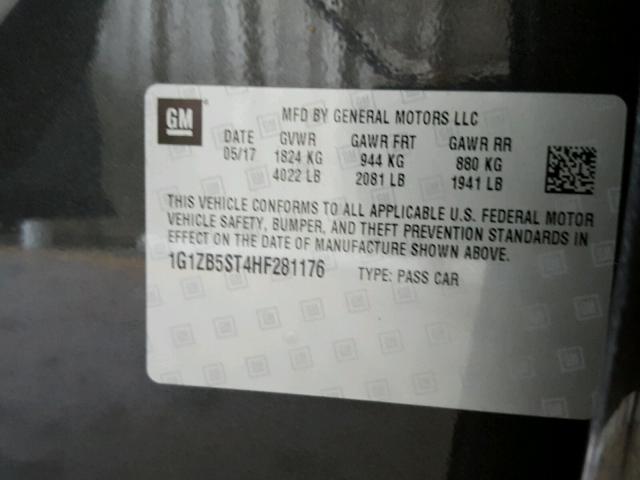 GM
MFD BY GENERAL MOTORS LLC
DATE GVWR GAWR FRT GAWR RR
05/17 1824 KG 944 KG 880 KG
4022 LB 2081 LB 1941 LB
THIS VEHICLE CONFORMS TO ALL APPLICABLE U.S. FEDERAL MOTOR
VEHICLE SAFETY, BUMPER, AND THEFT PREVENTION STANDARDS IN
EFFECT ON THE DATE OF MANUFACTURE SHOWN ABOVE.
1G1ZB5ST4HF281176 TYPE: PASS CAR